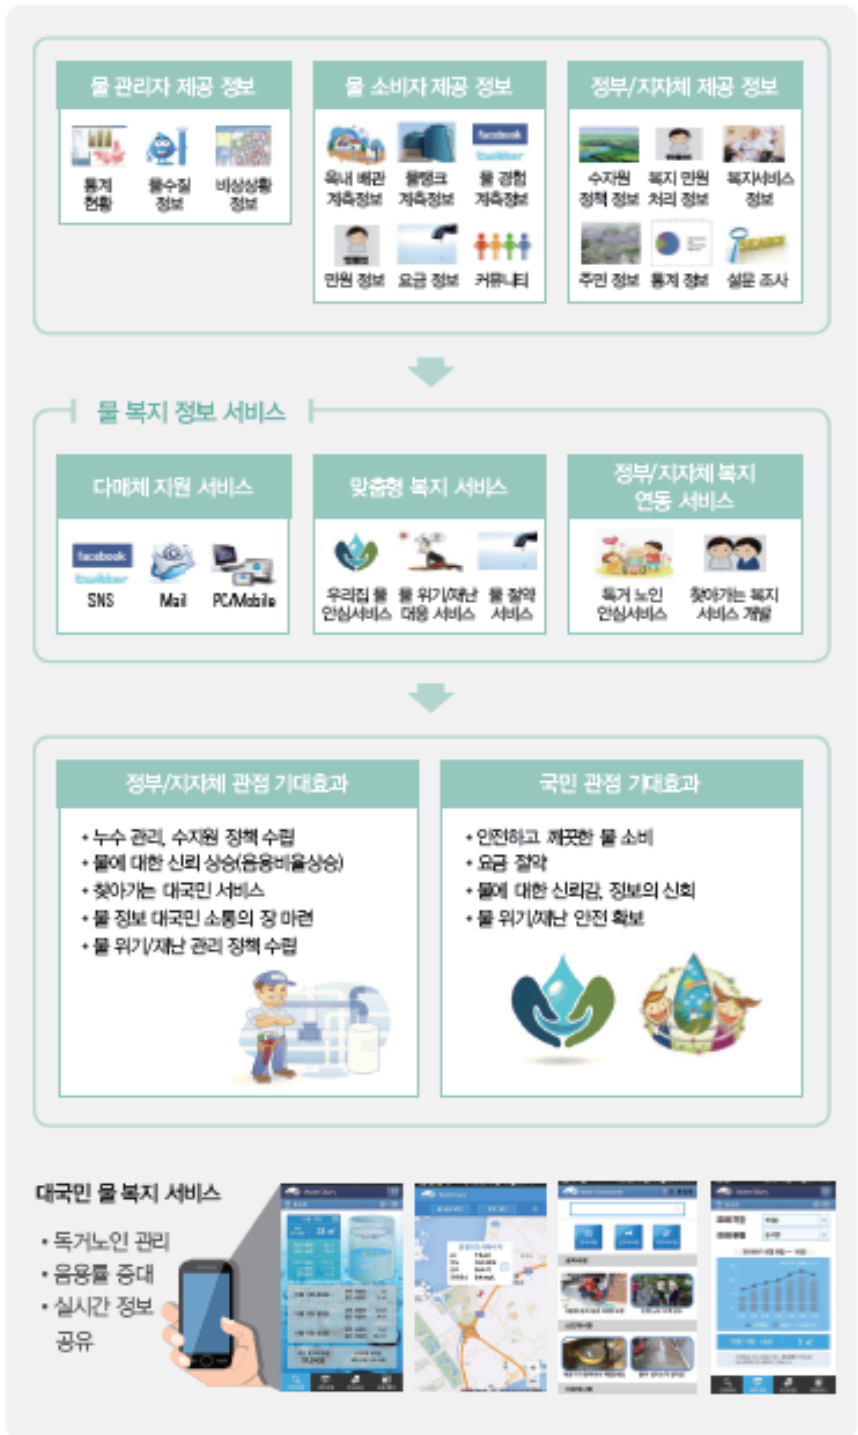 물 관리자 제공 정보
통계
현황
물수질
정보
비상상황
정보
물 소비자 제공 정보
facebook
twitter
옥내 배관
계측정보
물탱크
계측정보
물 경험
계측정보
민원 정보
요금 정보
커뮤니티
정부/지자체 제공 정보
수자원
정책 정보
복지 민원
처리 정보
복지서비스
정보
SEARCH
주민 정보
통계 정보
설문 조사
물 복지 정보 서비스
다매체 지원 서비스
facebook
twitter
SNS
Mail
PC/Mobile
맞춤형 복지 서비스
우리집 물
안심서비스
물 위기/재난
대응 서비스
물 절약
서비스
정부/지자체 복지
연동 서비스
독거 노인
안심서비스
찾아가는 복지
서비스 개발
정부/지자체 관점 기대효과
• 누수 관리, 수지원 정책 수립
• 물에 대한 신뢰 상승(음용비율상승)
• 찾아가는 대국민 서비스
• 물 정보 대국민 소통의 장 마련
• 물 위기/재난 관리 정책 수립
국민 관점 기대효과
• 안전하고 깨끗한 물 소비
• 요금 절약
• 물에 대한 신뢰감, 정보의 신회
• 물 위기/재난 안전 확보
대국민 물 복지 서비스
• 독거노인 관리
• 음용률 증대
• 실시간 정보
공유